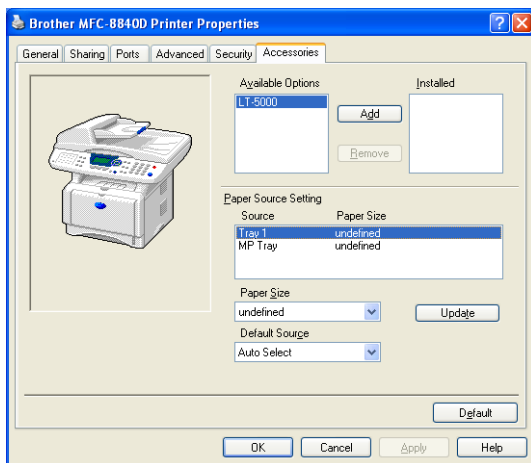 Brother MFC-8840D Printer Properties
General Sharing Ports Advanced Security Accessories
Available Options Installed
LT-5000
Add
Remove
Paper Source Setting
Source Paper Size
Tray 1 undefined
MP Tray undefined
Paper Size
undefined Update
Default Source
Auto Select
Default
OK Cancel Apply Help